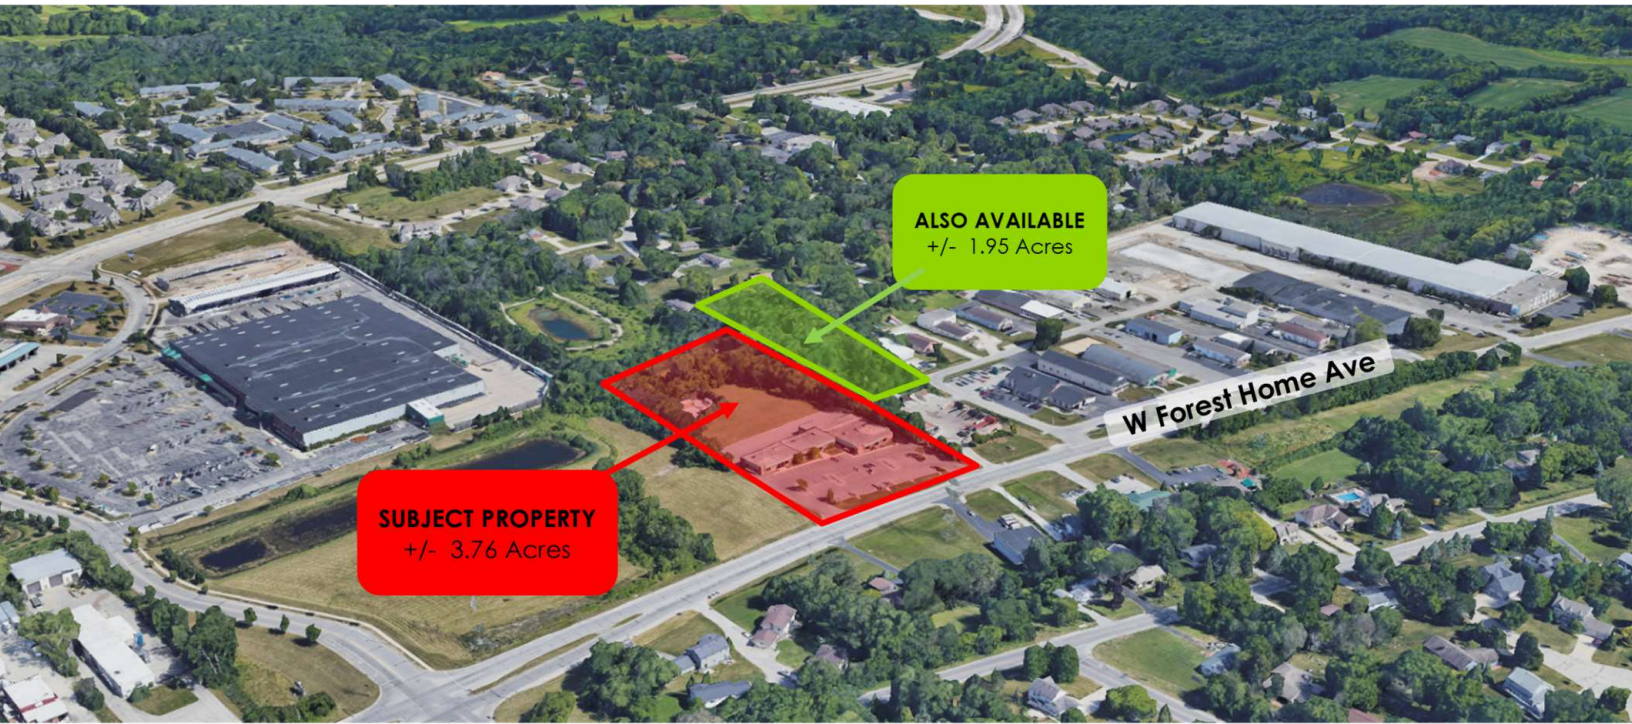 ALSO AVAILABLE
+/- 1.95 Acres
W Forest Home Ave
SUBJECT PROPERTY
+/- 3.76 Acres